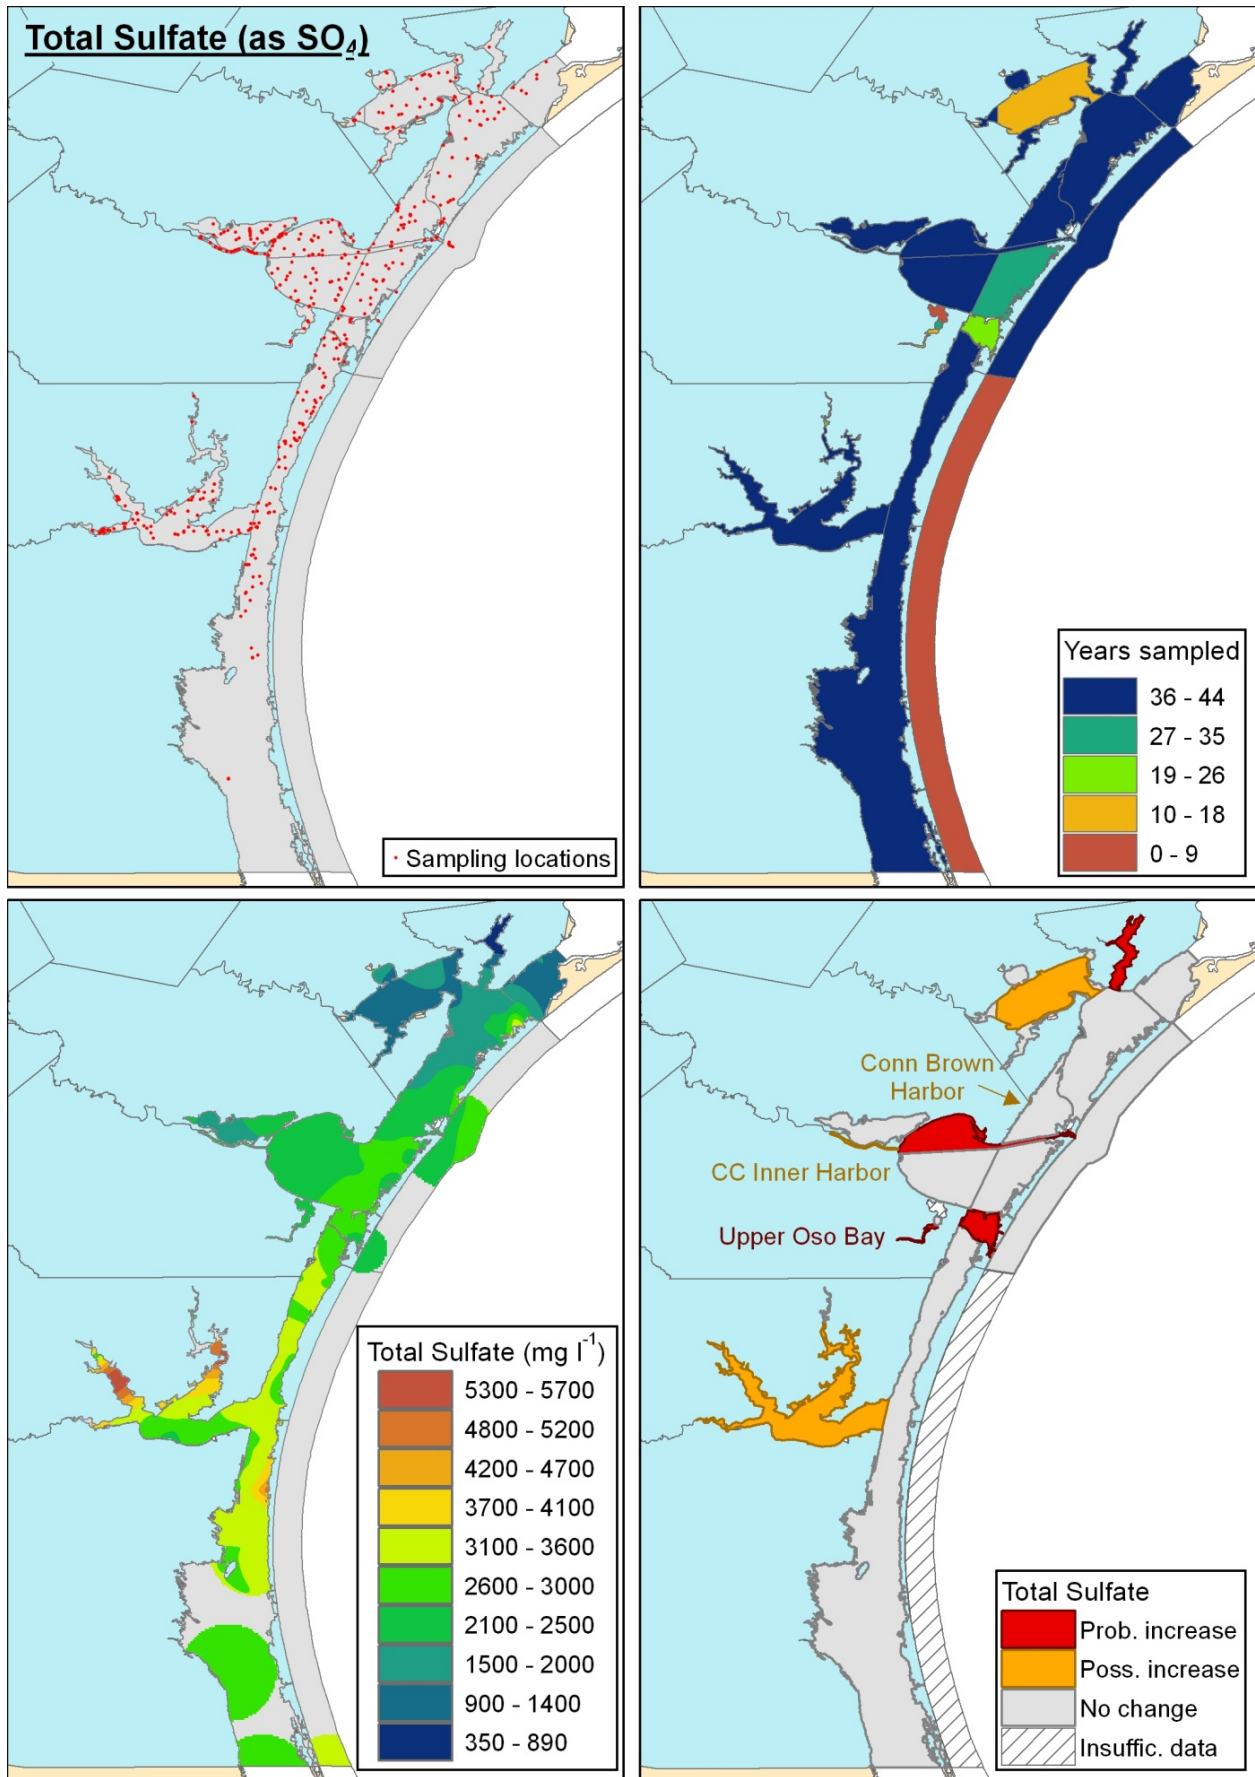 Total Sulfate (as SO₄)
· Sampling locations
Years sampled
36 - 44
27 - 35
19 - 26
10 - 18
0 - 9
Total Sulfate (mg l⁻¹)
5300 - 5700
4800 - 5200
4200 - 4700
3700 - 4100
3100 - 3600
2600 - 3000
2100 - 2500
1500 - 2000
900 - 1400
350 - 890
Conn Brown
Harbor
CC Inner Harbor
Upper Oso Bay
Total Sulfate
Prob. increase
Poss. increase
No change
Insuffic. data